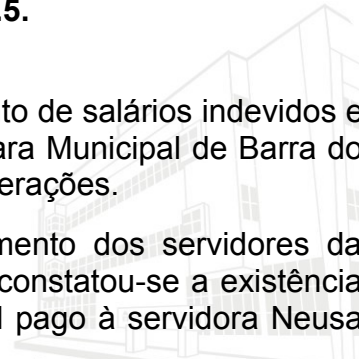 5.
to de salários indevidos e
ara Municipal de Barra do
erações.
mento dos servidores da
constatou-se a existência
l pago à servidora Neusa